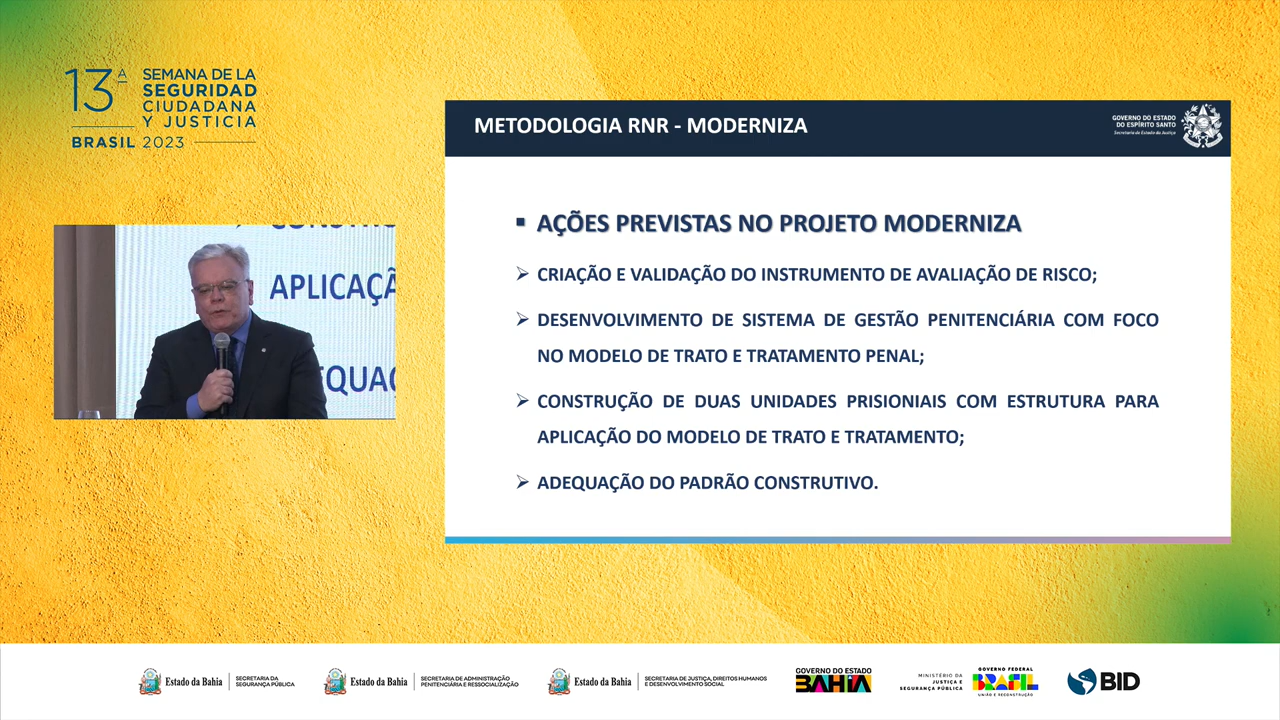 13ª
SEMANA DE LA
SEGURIDAD
CIUDADANA
Y JUSTICIA
BRASIL 2023
METODOLOGIA RNR - MODERNIZA
GOVERNO DO ESTADO
DO ESPÍRITO SANTO
Secretaria de Estado da Justiça
▪ AÇÕES PREVISTAS NO PROJETO MODERNIZA
➢ CRIAÇÃO E VALIDAÇÃO DO INSTRUMENTO DE AVALIAÇÃO DE RISCO;
➢ DESENVOLVIMENTO DE SISTEMA DE GESTÃO PENITENCIÁRIA COM FOCO
NO MODELO DE TRATO E TRATAMENTO PENAL;
➢ CONSTRUÇÃO DE DUAS UNIDADES PRISIONIAIS COM ESTRUTURA PARA
APLICAÇÃO DO MODELO DE TRATO E TRATAMENTO;
➢ ADEQUAÇÃO DO PADRÃO CONSTRUTIVO.
APLICAÇÃ
EQUAÇ
Estado da Bahia
SECRETARIA DA
SEGURANÇA PÚBLICA
Estado da Bahia
SECRETARIA DE ADMINISTRAÇÃO
PENITENCIÁRIA E RESSOCIALIZAÇÃO
Estado da Bahia
SECRETARIA DE JUSTIÇA, DIREITOS HUMANOS
E DESENVOLVIMENTO SOCIAL
GOVERNO DO ESTADO
BAHIA
MINISTÉRIO DA
JUSTIÇA E
SEGURANÇA PÚBLICA
GOVERNO FEDERAL
BRASIL
UNIÃO E RECONSTRUÇÃO
BID